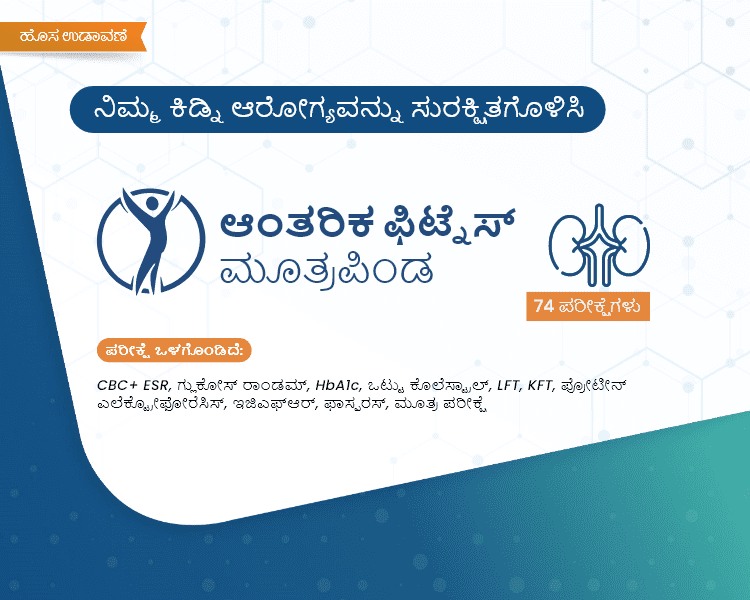 ಹೊಸ ಉಡಾವಣೆ
ನಿಮ್ಮ ಕಿಡ್ನಿ ಆರೋಗ್ಯವನ್ನು ಸುರಕ್ಷಿತಗೊಳಿಸಿ
ಆಂತರಿಕ ಫಿಟ್ನೆಸ್
ಮೂತ್ರಪಿಂಡ
74 ಪರೀಕ್ಷೆಗಳು
ಪರೀಕ್ಷೆ ಒಳಗೊಂಡಿದೆ:
CBC+ ESR, ಗ್ಲುಕೋಸ್ ರಾಂಡಮ್, HbA1c, ಒಟ್ಟು ಕೊಲೆಸ್ಟ್ರಾಲ್, LFT, KFT, ಪ್ರೋಟೀನ್
ಎಲೆಕ್ಟ್ರೋಫೋರೆಸಿಸ್, ಇಜಿಎಫ್ಆರ್, ಫಾಸ್ಪರಸ್, ಮೂತ್ರ ಪರೀಕ್ಷೆ